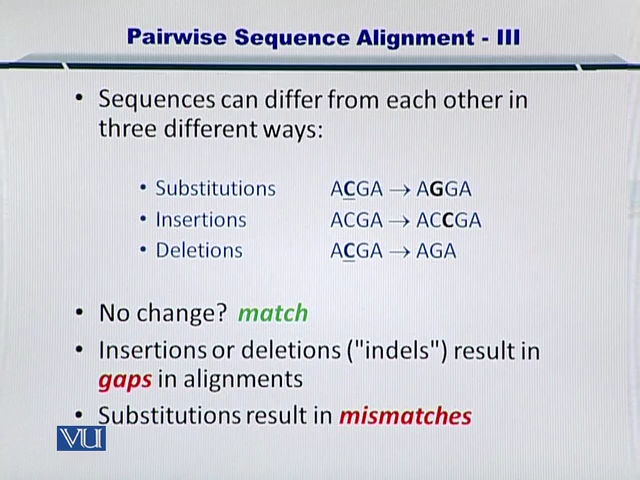 Pairwise Sequence Alignment - III
• Sequences can differ from each other in
three different ways:
• Substitutions ACGA → AGGA
• Insertions ACGA → ACCGA
• Deletions ACGA → AGA
• No change? match
• Insertions or deletions ("indels") result in
gaps in alignments
• Substitutions result in mismatches
VU